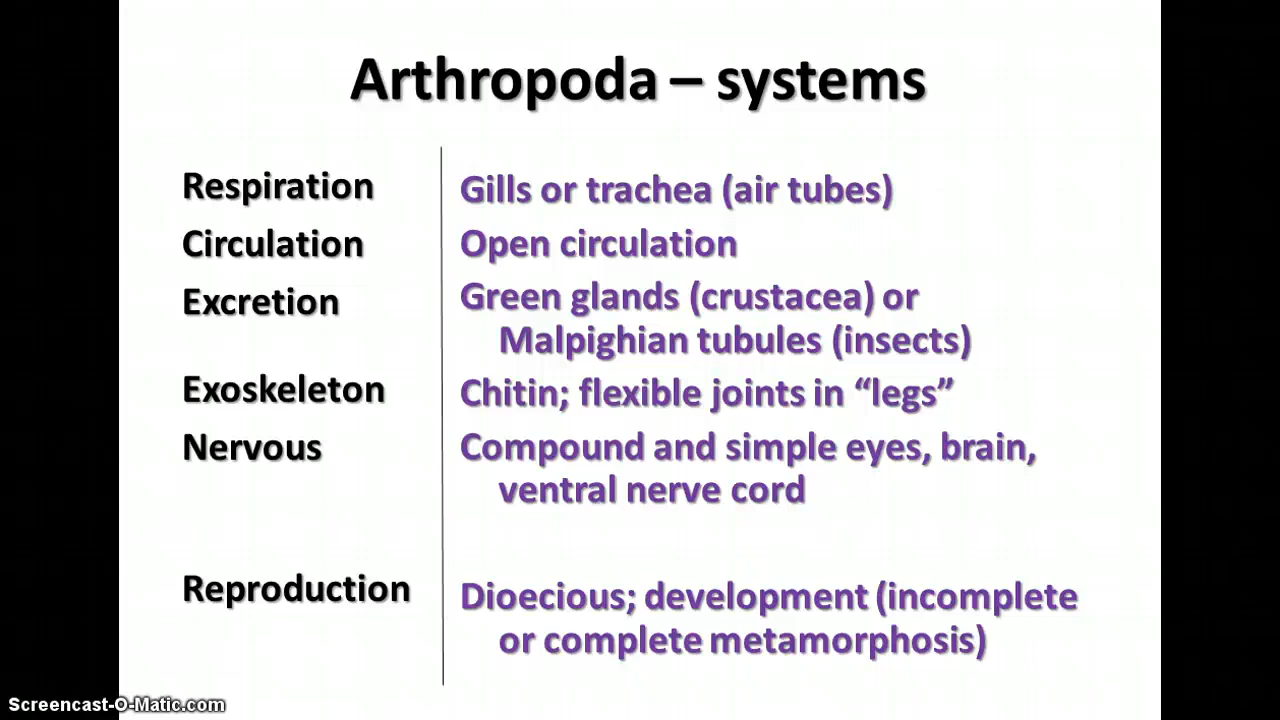 Arthropoda – systems
Respiration
Gills or trachea (air tubes)
Circulation
Open circulation
Excretion
Green glands (crustacea) or
Malpighian tubules (insects)
Exoskeleton
Chitin; flexible joints in “legs”
Nervous
Compound and simple eyes, brain,
ventral nerve cord
Reproduction
Dioecious; development (incomplete
or complete metamorphosis)
Screencast-O-Matic.com